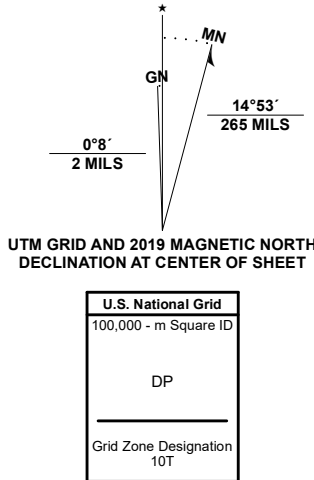 ★
MN
GN
14°53´
265 MILS
0°8´
2 MILS
UTM GRID AND 2019 MAGNETIC NORTH
DECLINATION AT CENTER OF SHEET
U.S. National Grid
100,000 - m Square ID
DP
Grid Zone Designation
10T